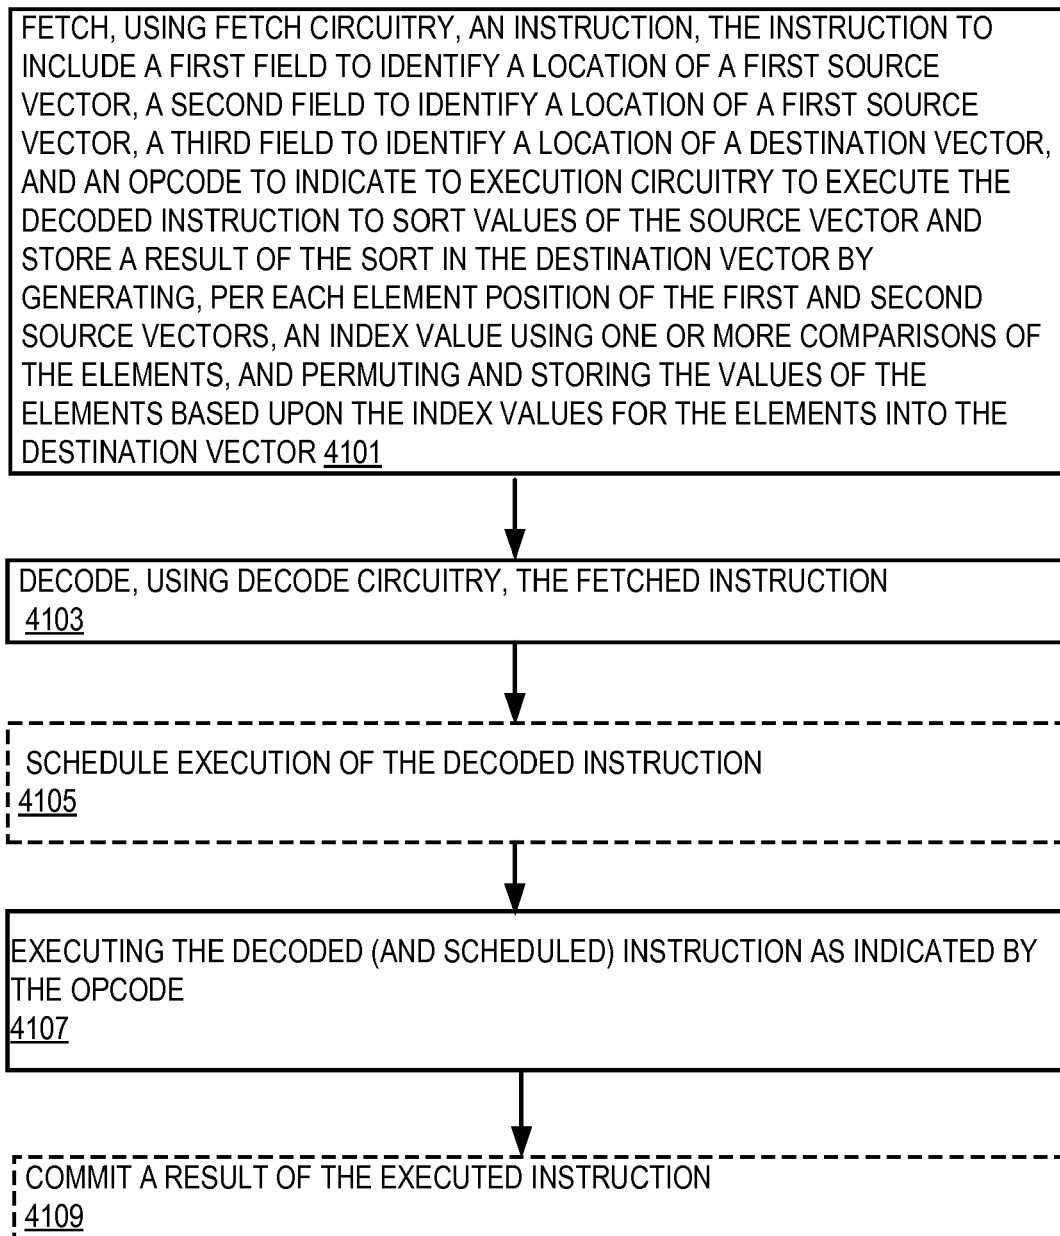 FETCH, USING FETCH CIRCUITRY, AN INSTRUCTION, THE INSTRUCTION TO
INCLUDE A FIRST FIELD TO IDENTIFY A LOCATION OF A FIRST SOURCE
VECTOR, A SECOND FIELD TO IDENTIFY A LOCATION OF A FIRST SOURCE
VECTOR, A THIRD FIELD TO IDENTIFY A LOCATION OF A DESTINATION VECTOR,
AND AN OPCODE TO INDICATE TO EXECUTION CIRCUITRY TO EXECUTE THE
DECODED INSTRUCTION TO SORT VALUES OF THE SOURCE VECTOR AND
STORE A RESULT OF THE SORT IN THE DESTINATION VECTOR BY
GENERATING, PER EACH ELEMENT POSITION OF THE FIRST AND SECOND
SOURCE VECTORS, AN INDEX VALUE USING ONE OR MORE COMPARISONS OF
THE ELEMENTS, AND PERMUTING AND STORING THE VALUES OF THE
ELEMENTS BASED UPON THE INDEX VALUES FOR THE ELEMENTS INTO THE
DESTINATION VECTOR 4101
DECODE, USING DECODE CIRCUITRY, THE FETCHED INSTRUCTION
4103
SCHEDULE EXECUTION OF THE DECODED INSTRUCTION
4105
EXECUTING THE DECODED (AND SCHEDULED) INSTRUCTION AS INDICATED BY
THE OPCODE
4107
COMMIT A RESULT OF THE EXECUTED INSTRUCTION
4109